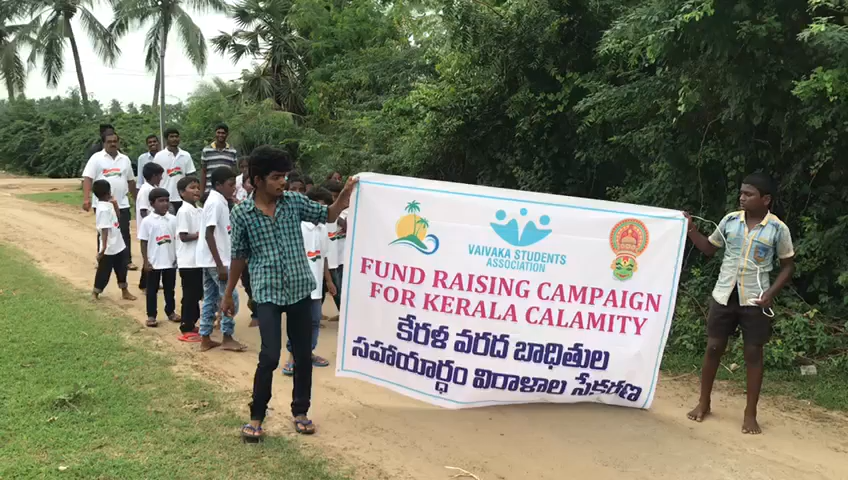 VAIVAKA STUDENTS
ASSOCIATION
FUND RAISING CAMPAIGN
FOR KERALA CALAMITY
కేరళ వరద బాధితుల
సహాయార్ధం విరాళాల సేకరణ